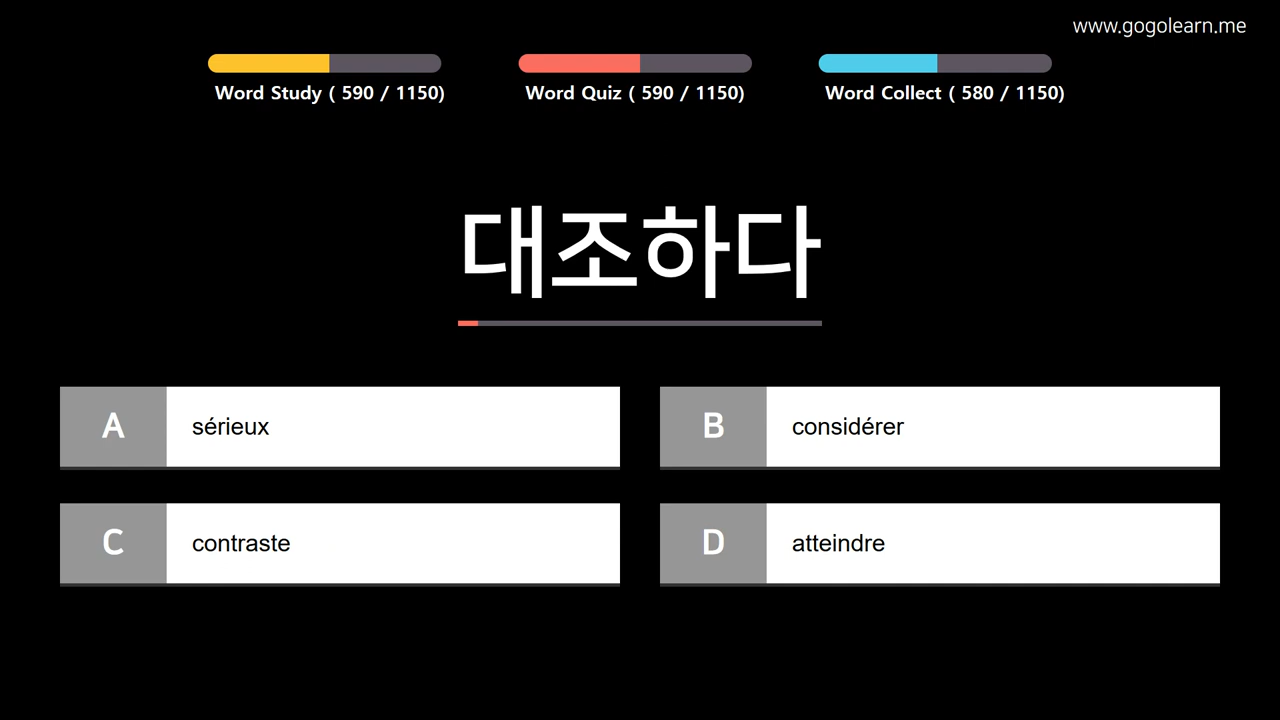 www.gogolearn.me
Word Study ( 590 / 1150)
Word Quiz ( 590 / 1150)
Word Collect ( 580 / 1150)
대조하다
A sérieux
B considérer
C contraste
D atteindre